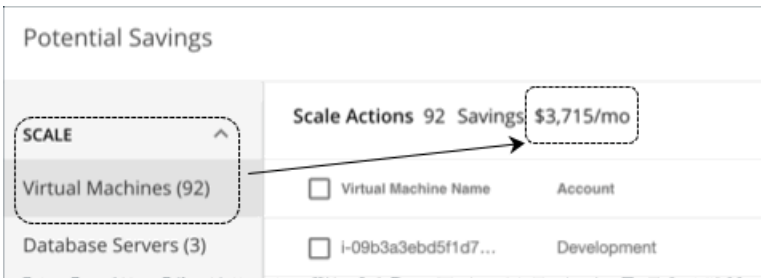 Potential Savings
SCALE
Virtual Machines (92)
Database Servers (3)
Scale Actions 92 Savings $3,715/mo
Virtual Machine Name Account
i-09b3a3ebd5f1d7... Development